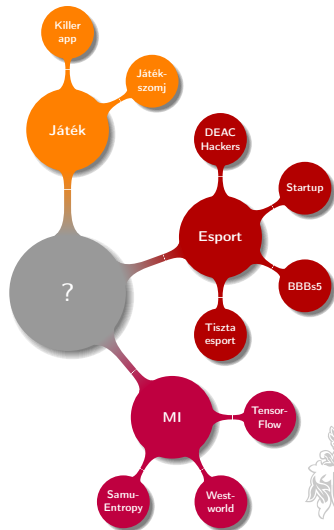 Killer
app
Játék-
szomj
Játék
DEAC
Hackers
Startup
Esport
BBBs5
?
Tiszta
esport
MI
Tensor-
Flow
Samu-
Entropy
West-
world